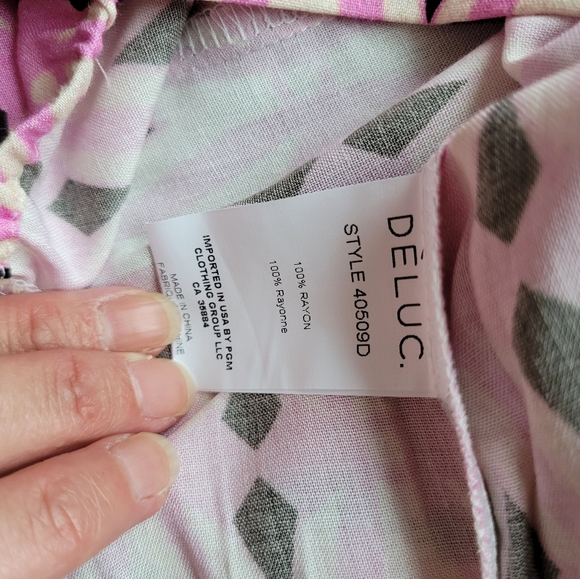 DĖLUC.
STYLE 40509D
100% RAYON
100% Rayonne
IMPORTED IN USA BY PGM
CLOTHING GROUP LLC
CA 35884
MADE IN CHINA